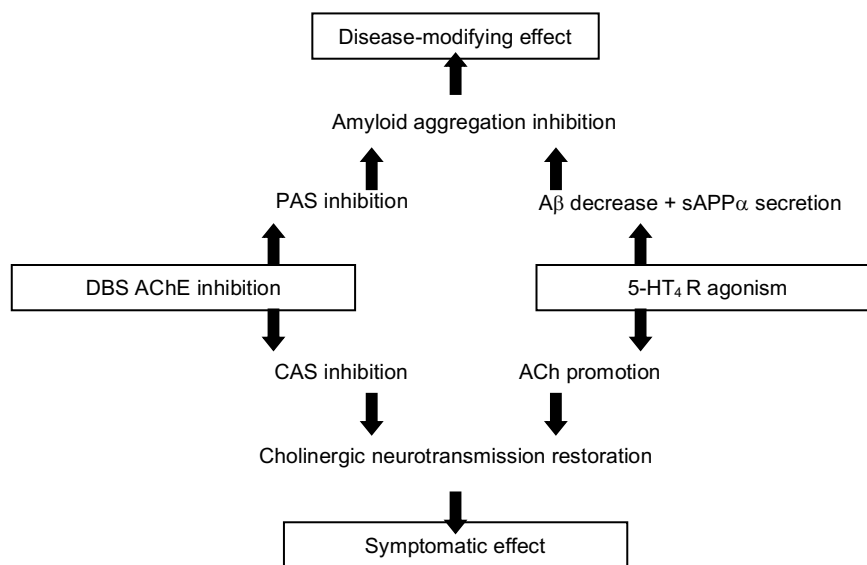 Disease-modifying effect
Amyloid aggregation inhibition
PAS inhibition
Aβ decrease + sAPPα secretion
DBS AChE inhibition
5-HT₄ R agonism
CAS inhibition
ACh promotion
Cholinergic neurotransmission restoration
Symptomatic effect